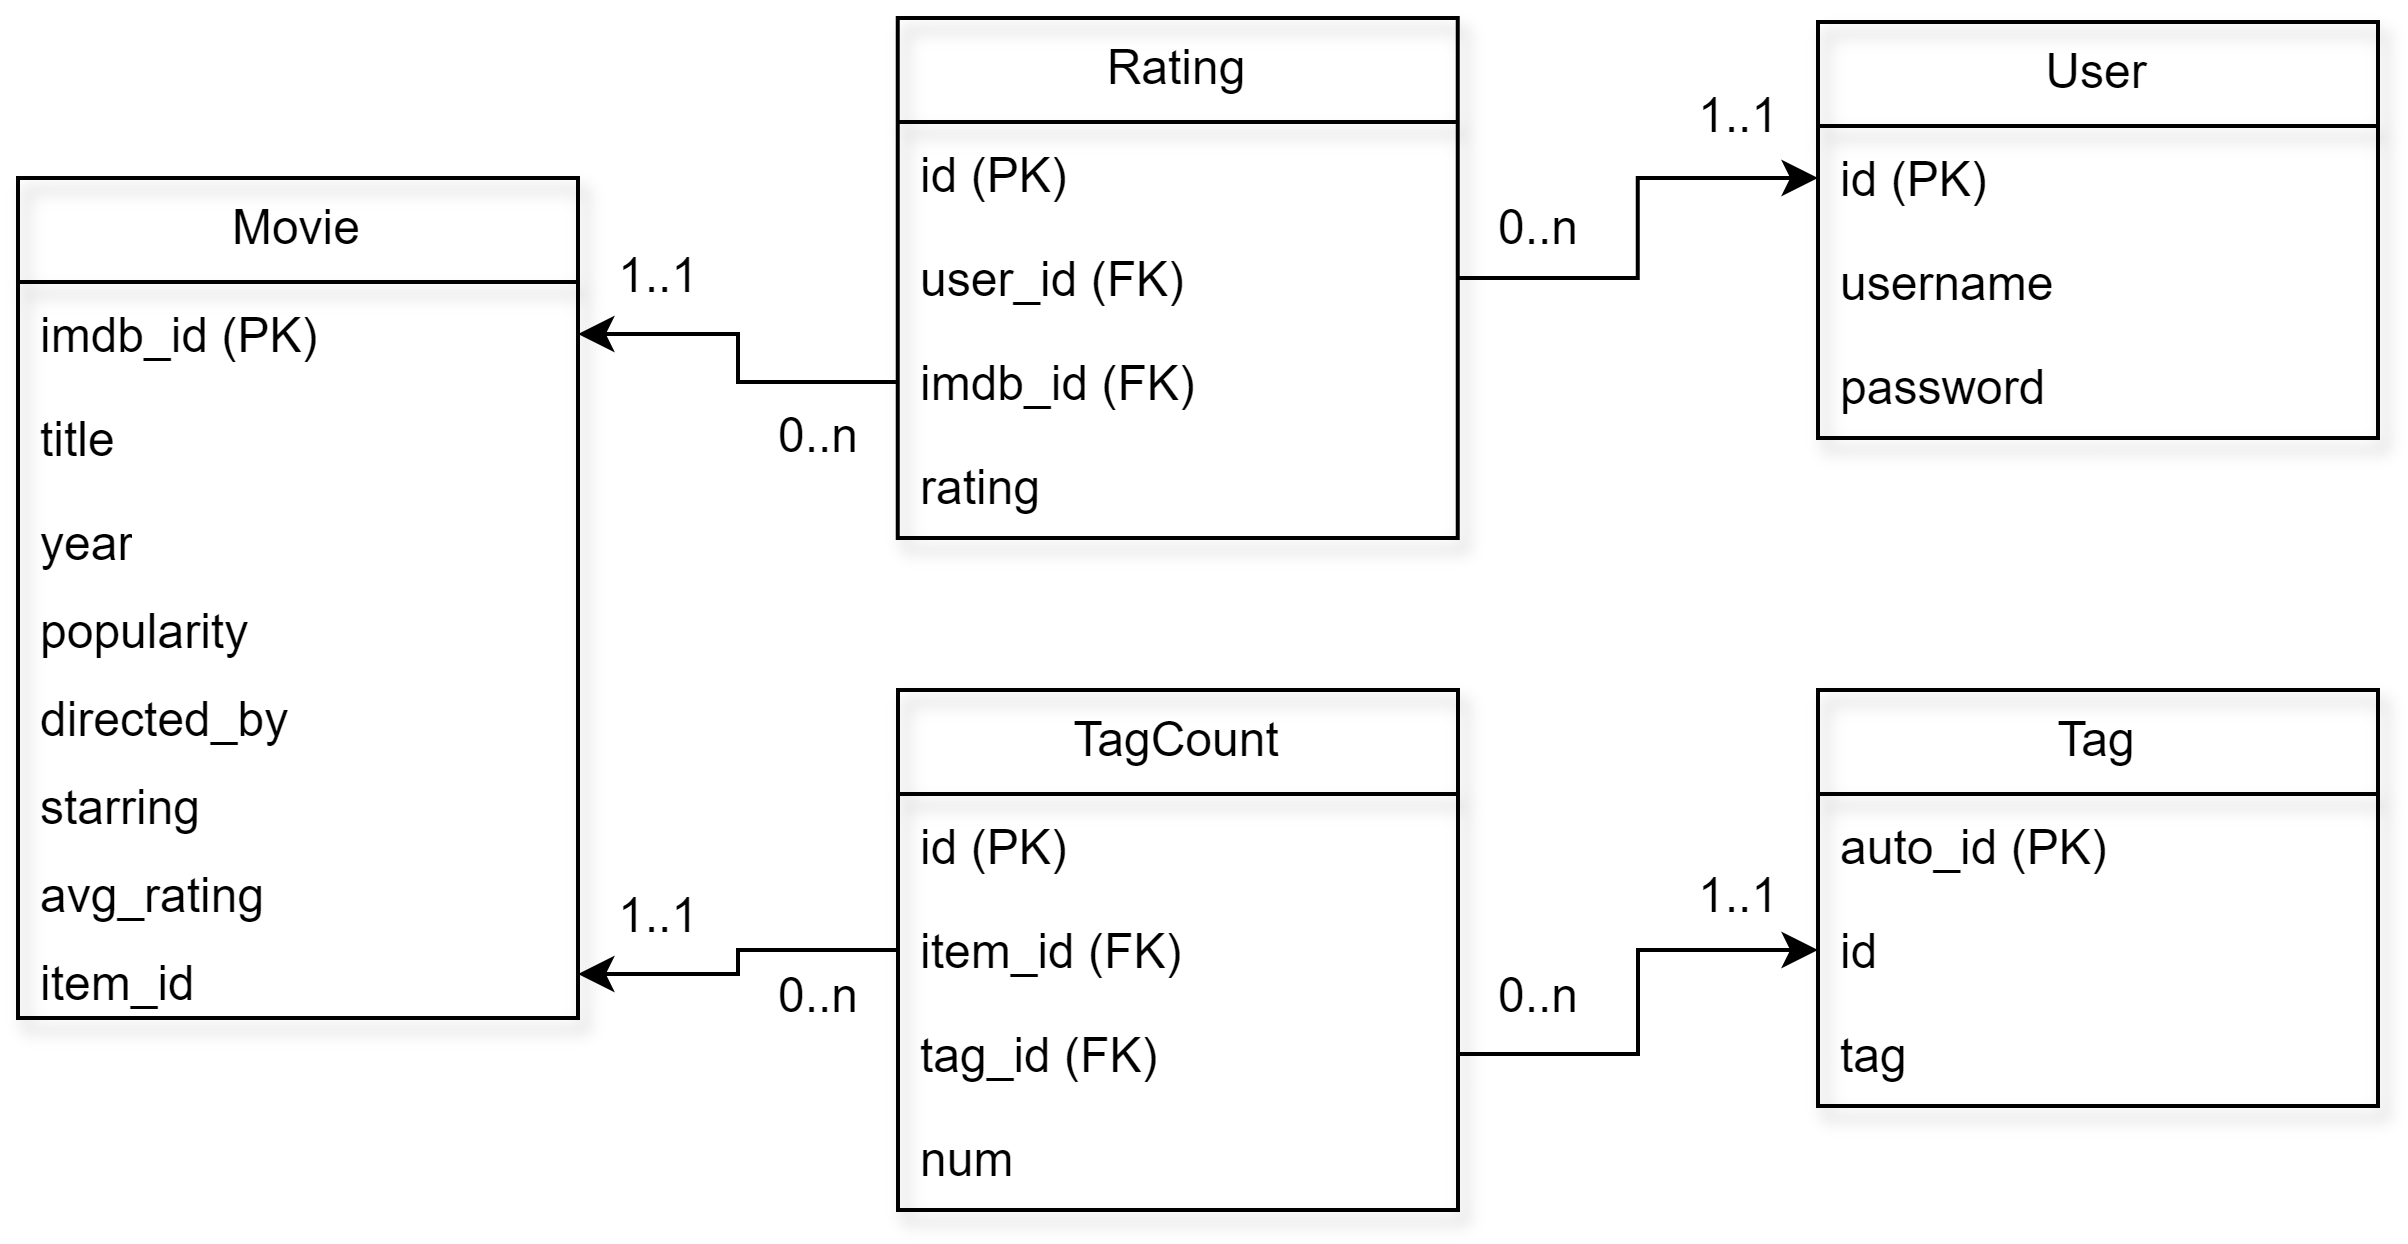 Movie
imdb_id (PK)
title
year
popularity
directed_by
starring
avg_rating
item_id
1..1
0..n
1..1
0..n
Rating
id (PK)
user_id (FK)
imdb_id (FK)
rating
0..n
1..1
User
id (PK)
username
password
TagCount
id (PK)
item_id (FK)
tag_id (FK)
num
0..n
1..1
Tag
auto_id (PK)
id
tag